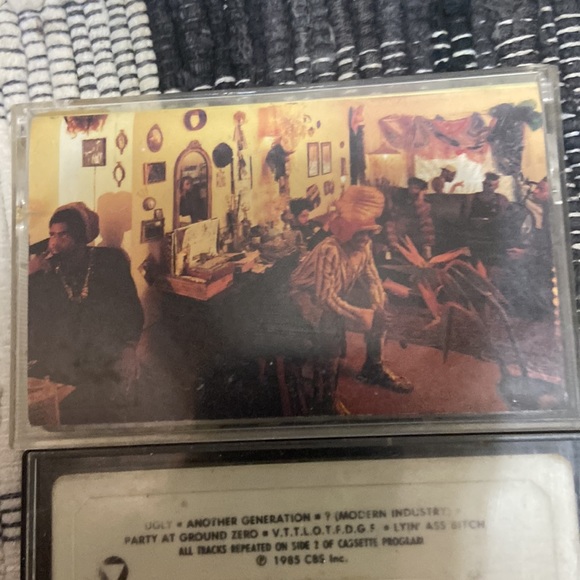 UGLY • ANOTHER GENERATION • ? (MODERN INDUSTRY) •
PARTY AT GROUND ZERO • V.T.T.L.O.T.F.D.G.F. • LYIN' ASS BITCH
ALL TRACKS REPEATED ON SIDE 2 OF CASSETTE PROGRAM
℗ 1985 CBS Inc.